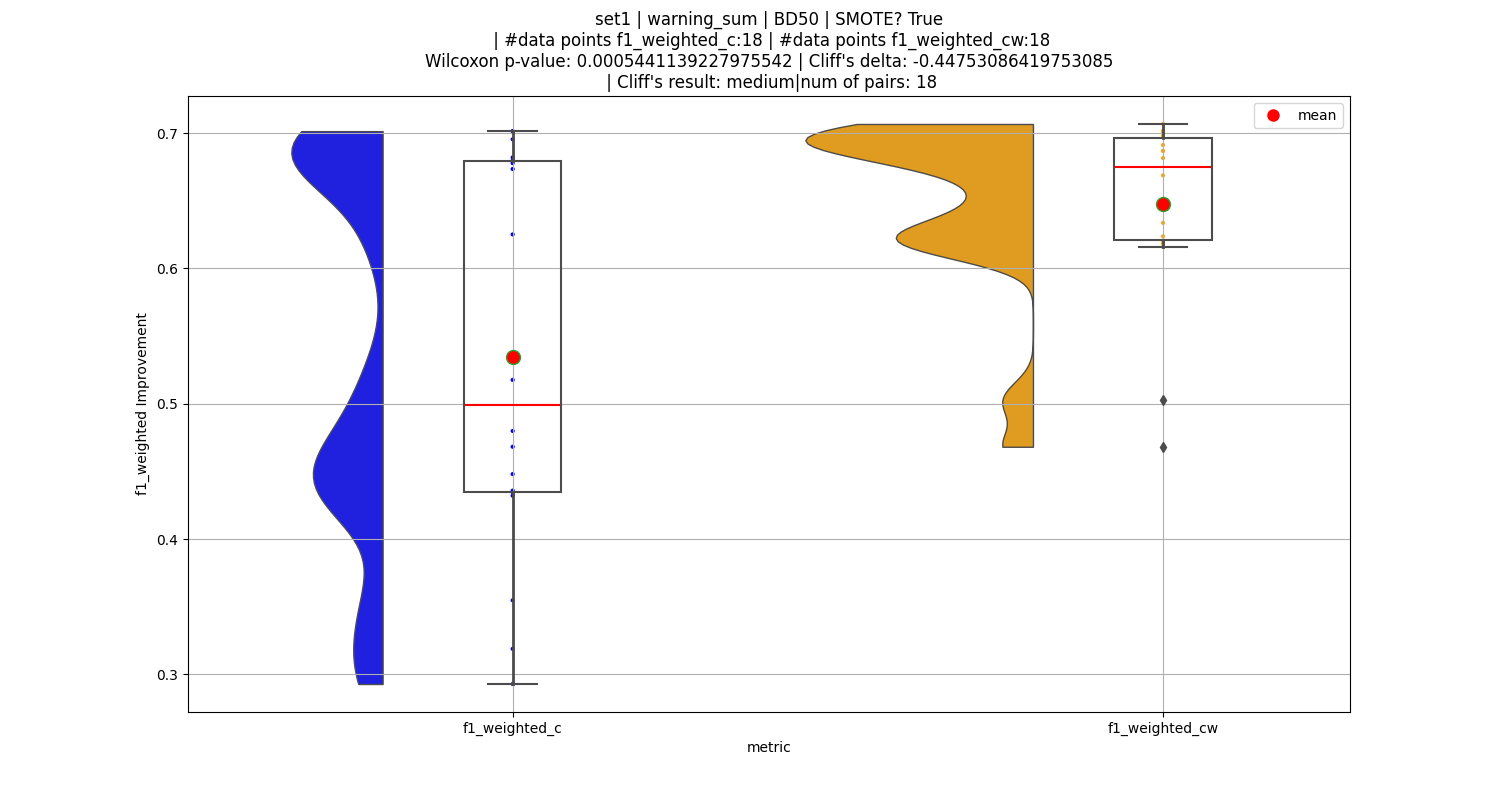 set1 | warning_sum | BD50 | SMOTE? True
| #data points f1_weighted_c:18 | #data points f1_weighted_cw:18
Wilcoxon p-value: 0.0005441139227975542 | Cliff's delta: -0.44753086419753085
| Cliff's result: medium|num of pairs: 18
mean
0.7
0.6
0.5
0.4
0.3
f1_weighted Improvement
f1_weighted_c
f1_weighted_cw
metric